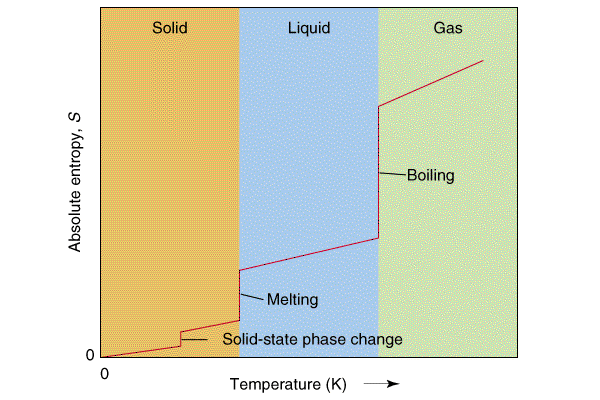 Solid
Liquid
Gas
Absolute entropy, S
Boiling
Melting
Solid-state phase change
0
0
Temperature (K)